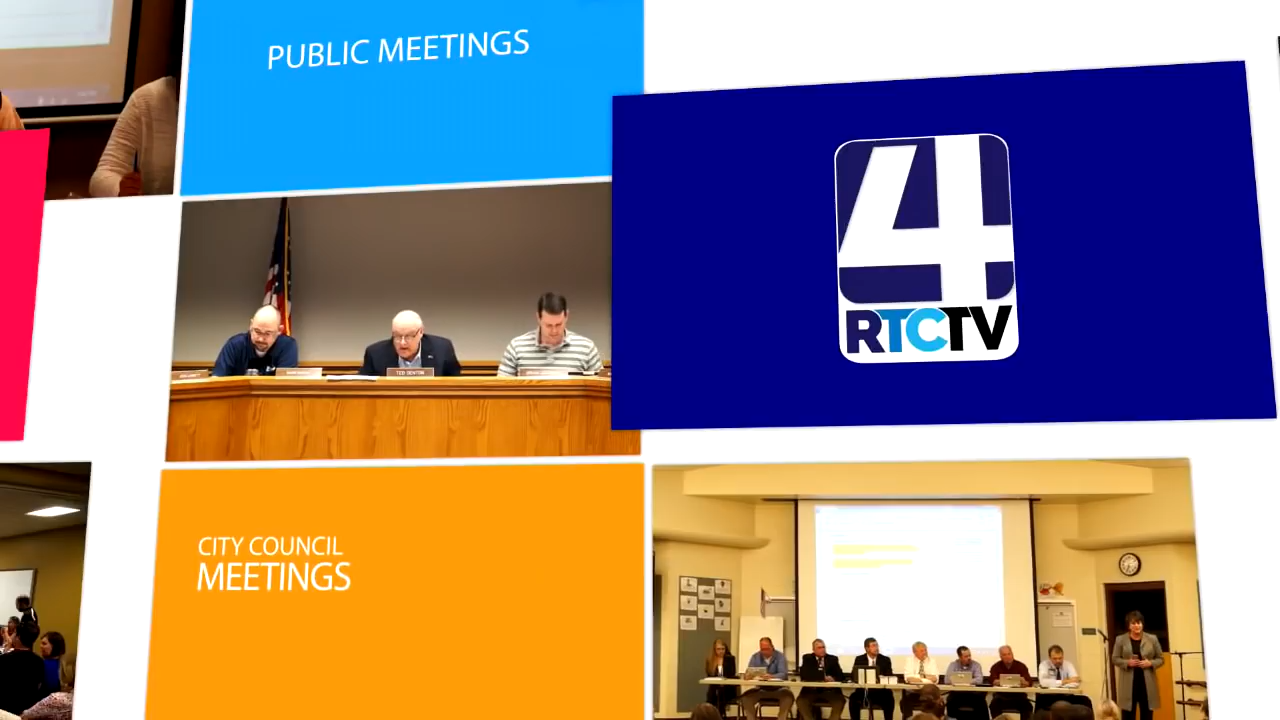 PUBLIC MEETINGS
4
RTCTV
TED DENTON
CITY COUNCIL
MEETINGS